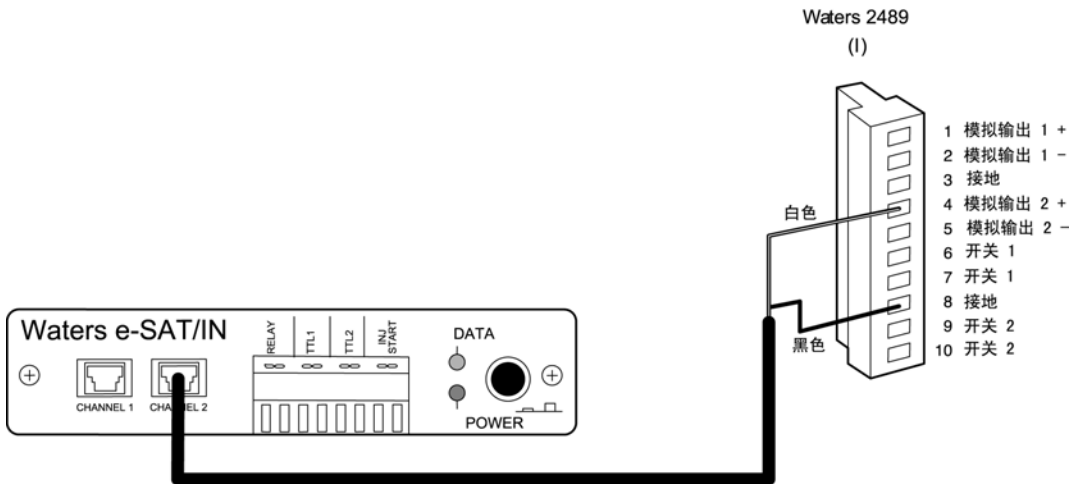 Waters 2489
(I)
1 模拟输出 1 +
2 模拟输出 1 -
3 接地
4 模拟输出 2 +
5 模拟输出 2 -
6 开关 1
7 开关 1
8 接地
9 开关 2
10 开关 2
白色
黑色
Waters e-SAT/IN
RELAY
TTL1
TTL2
INJ
START
DATA
CHANNEL 1
CHANNEL 2
POWER